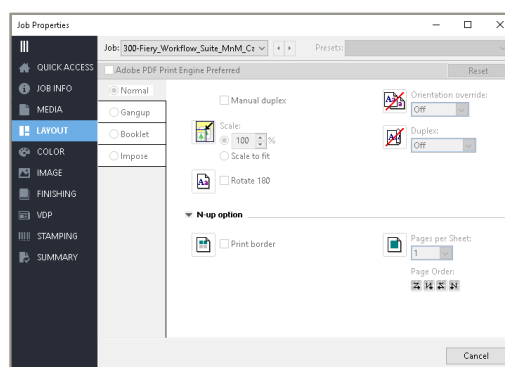 Job Properties
Job: 300-Fiery_Workflow_Suite_MnM_Cz
Presets:
Adobe PDF Print Engine Preferred
Reset
QUICK ACCESS
JOB INFO
MEDIA
LAYOUT
COLOR
IMAGE
FINISHING
VDP
STAMPING
SUMMARY
Normal
Gangup
Booklet
Impose
Manual duplex
Scale:
100 %
Scale to fit
Rotate 180
Orientation override:
Off
Duplex:
Off
N-up option
Print border
Pages per Sheet:
1
Page Order:
Cancel